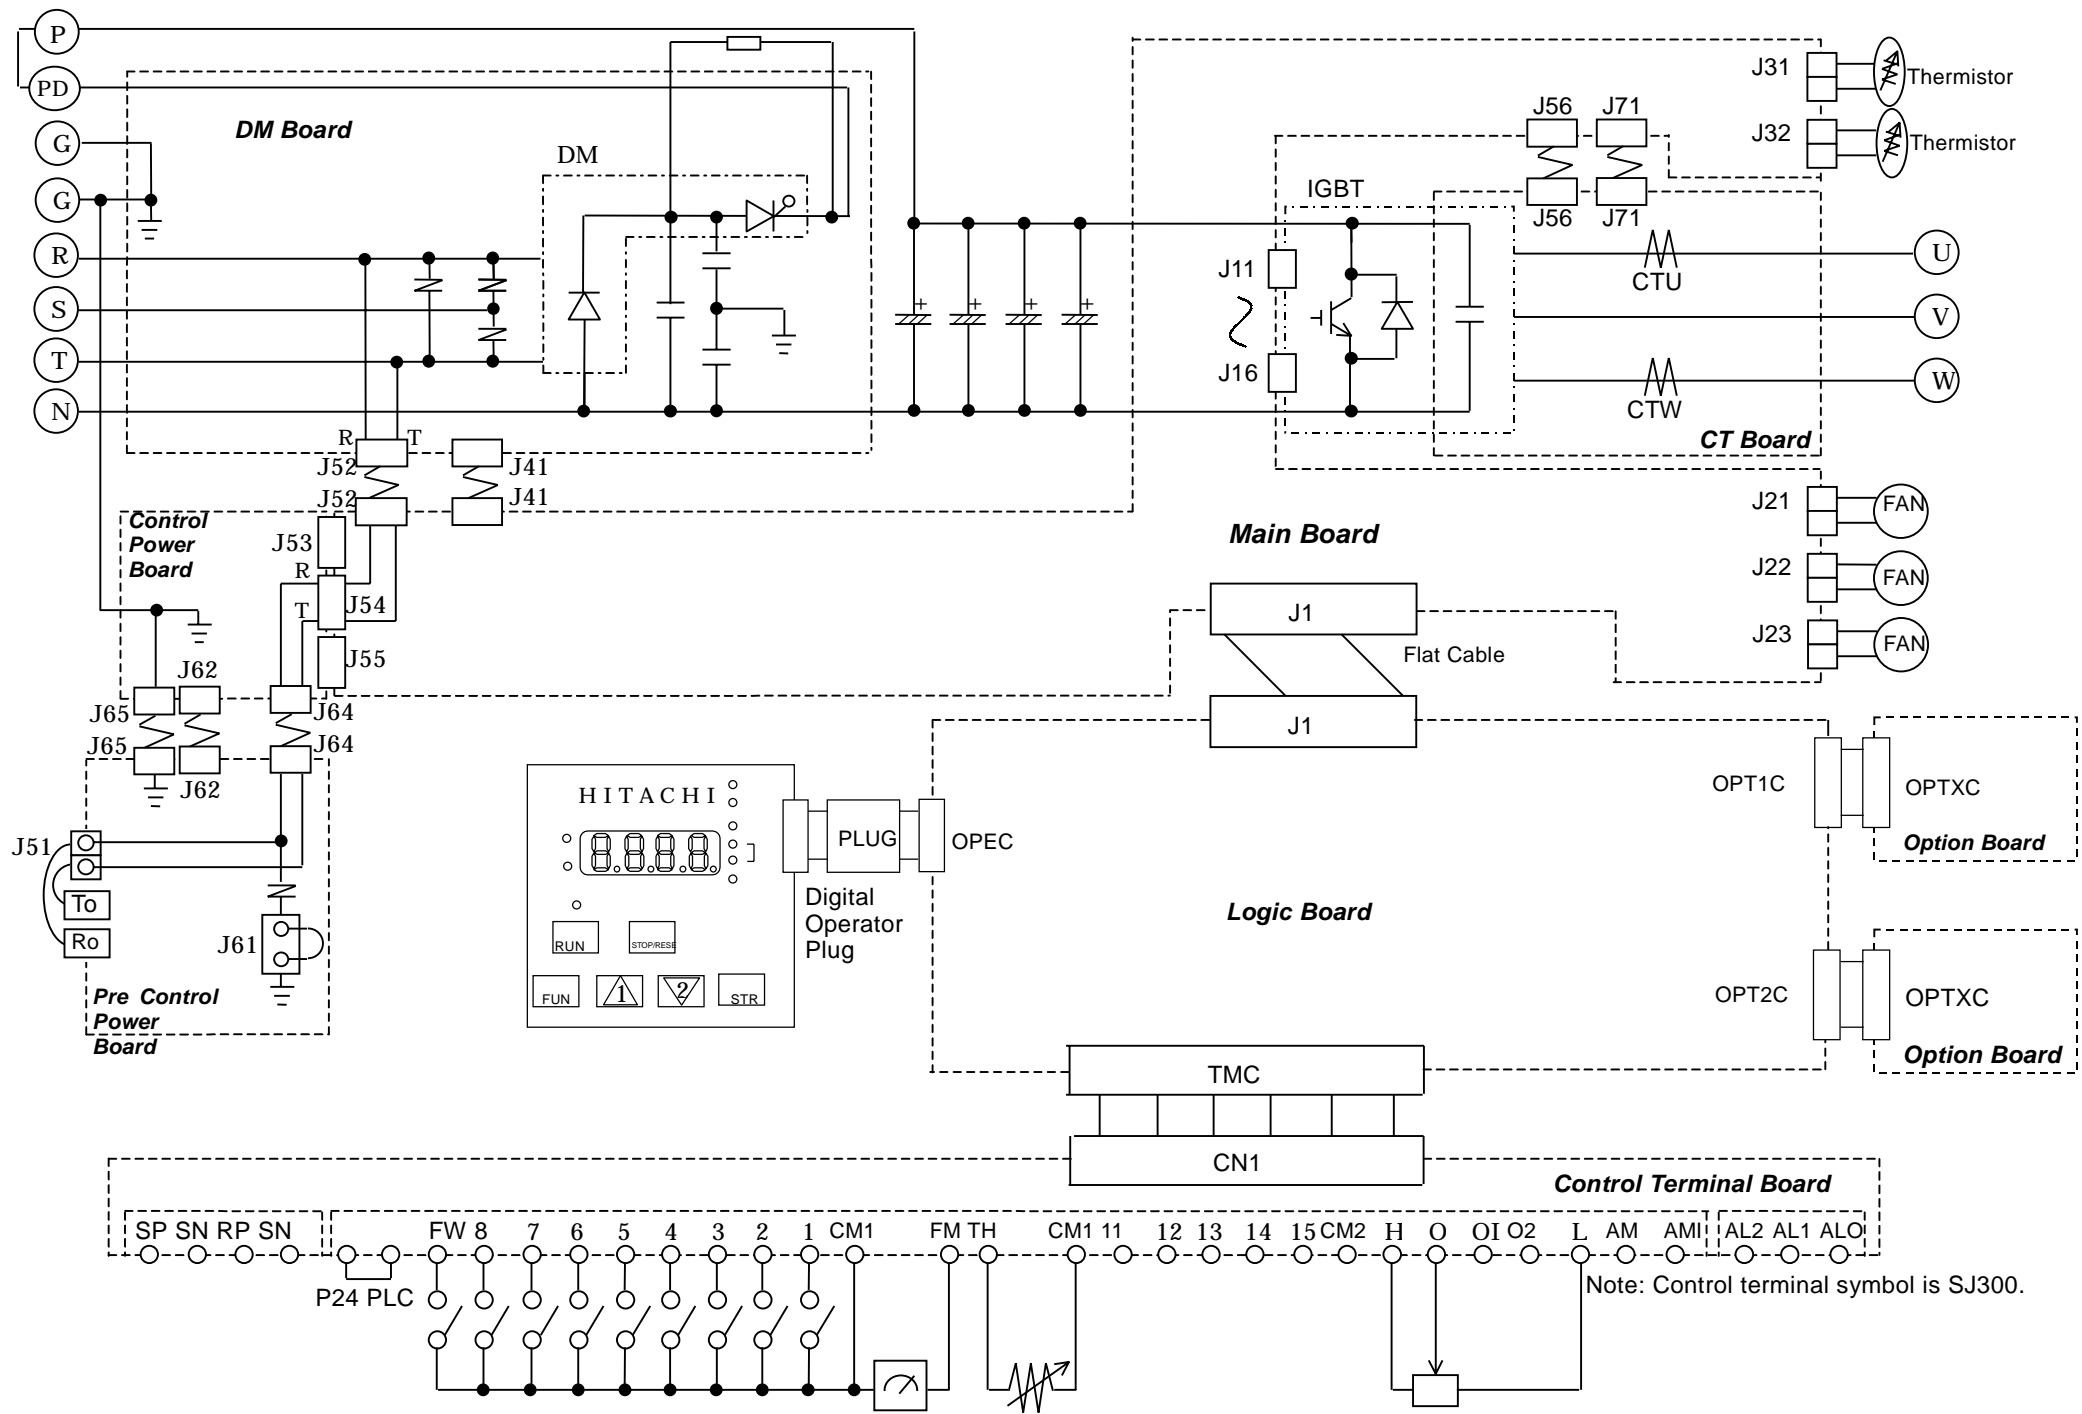 P
PD
G
G
R
S
T
N
DM Board
DM
R T
J52
J52
J41
J41
Control
Power
Board
J53
R
T
J54
J55
J62
J65
J65
J64
J64
J62
J51
To
Ro
J61
Pre Control
Power
Board
J31
Thermistor
J32
Thermistor
J56 J71
J56 J71
IGBT
J11
J16
CTU
CTW
CT Board
U
V
W
+ + + +
Main Board
J21 FAN
J22 FAN
J23 FAN
J1
Flat Cable
J1
HITACHI
8.8.8.8.
RUN
STOP/RESE
FUN
1
2
STR
PLUG
OPEC
Digital
Operator
Plug
Logic Board
OPT1C
OPTXC
Option Board
OPT2C
OPTXC
Option Board
TMC
CN1
Control Terminal Board
SP SN RP SN
FW 8 7 6 5 4 3 2 1 CM1 FM TH CM1 11 12 13 14 15 CM2 H O OI O2 L AM AMI AL2 AL1 ALO
P24 PLC
Note: Control terminal symbol is SJ300.